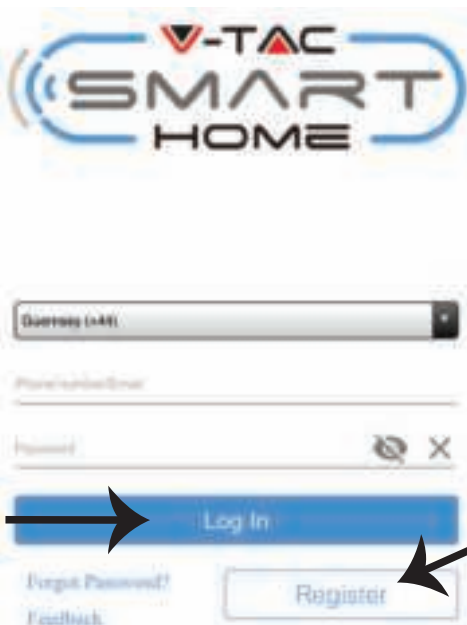 V-TAC
SMART
HOME
Guernsey (+44)
Phone number/Email
Password
Log In
Forgot Password?
Register
Feedback